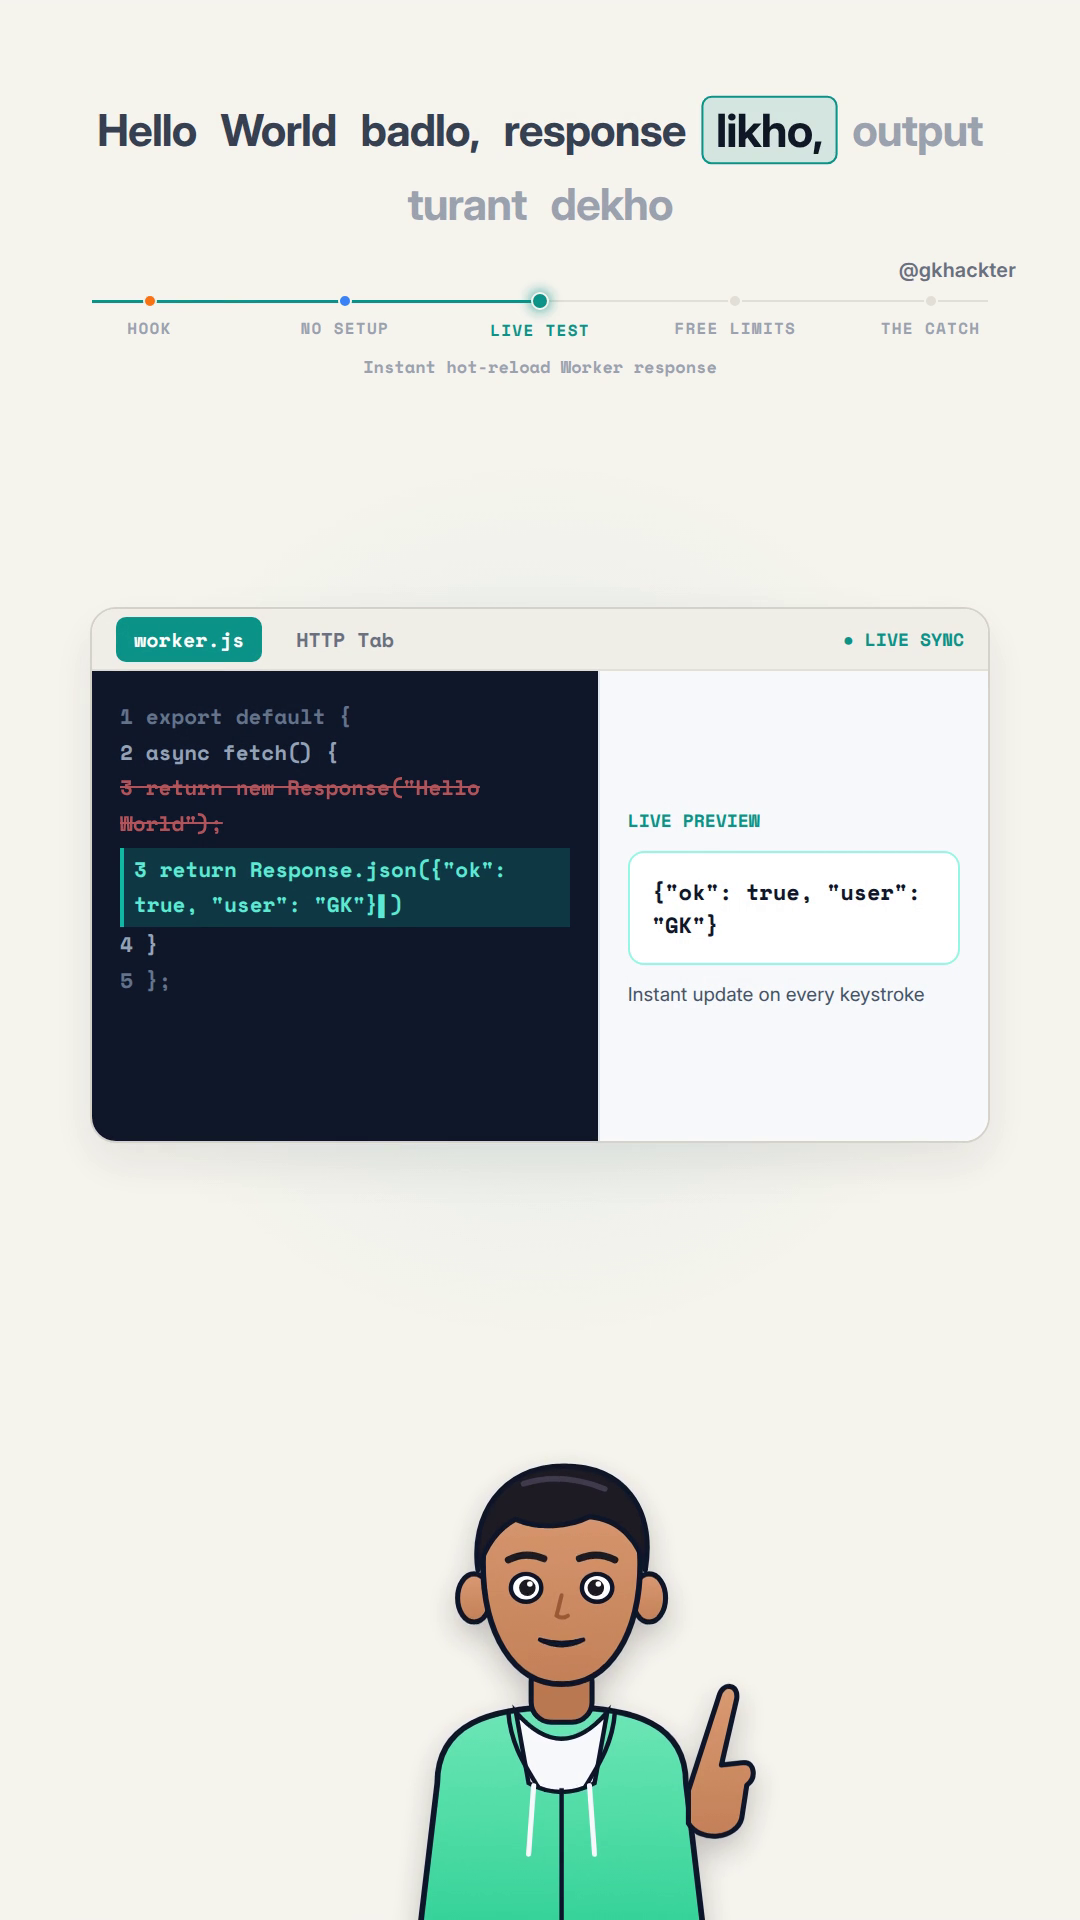 Hello World badlo, response likho, output
turant dekho
@gkhackter
HOOK
NO SETUP
LIVE TEST
FREE LIMITS
THE CATCH
Instant hot-reload Worker response
worker.js
HTTP Tab
● LIVE SYNC
1 export default {
2 async fetch() {
3 return new Response("Hello
World");
3 return Response.json({"ok":
true, "user": "GK"}▌)
4 }
5 };
LIVE PREVIEW
{"ok": true, "user":
"GK"}
Instant update on every keystroke